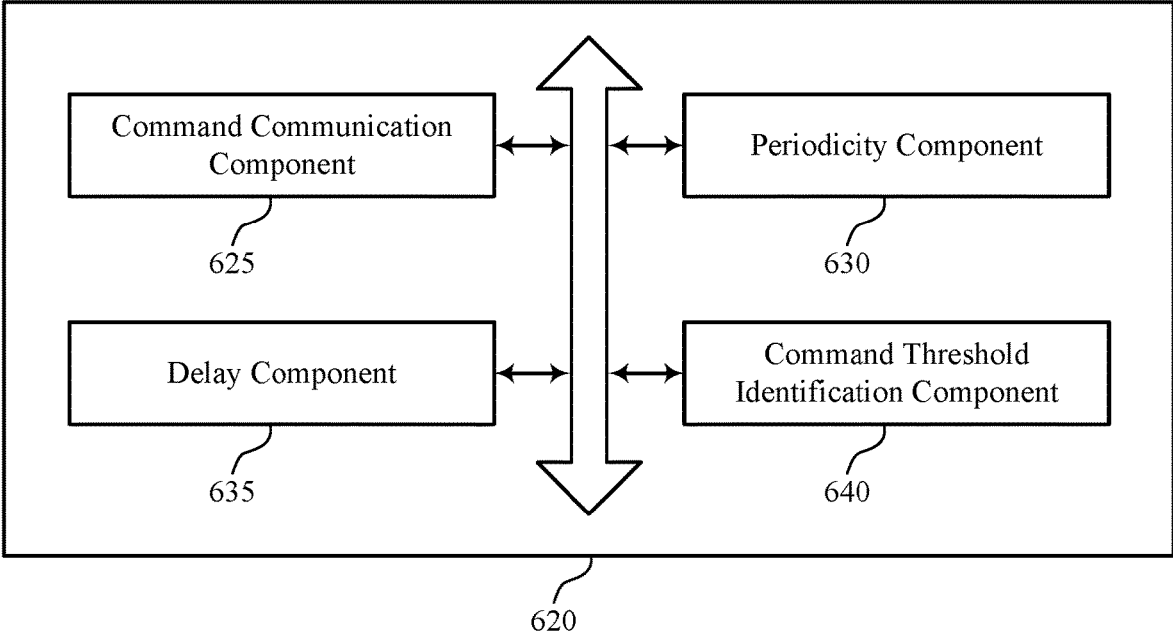 Command Communication
Component
625
Periodicity Component
630
Delay Component
635
Command Threshold
Identification Component
640
620